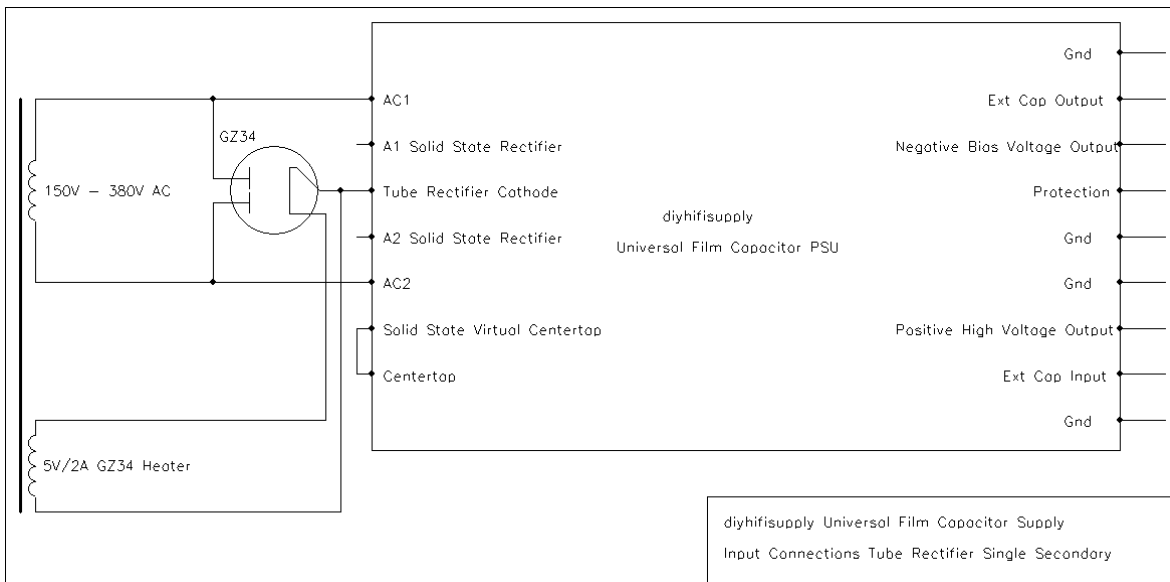 Gnd
AC1
Ext Cap Output
GZ34
A1 Solid State Rectifier
Negative Bias Voltage Output
150V – 380V AC
Tube Rectifier Cathode
Protection
diyhifisupply
Universal Film Capacitor PSU
A2 Solid State Rectifier
Gnd
AC2
Gnd
Solid State Virtual Centertap
Positive High Voltage Output
Centertap
Ext Cap Input
Gnd
5V/2A GZ34 Heater
diyhifisupply Universal Film Capacitor Supply
Input Connections Tube Rectifier Single Secondary